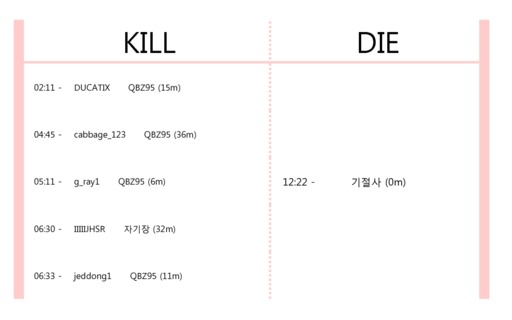 KILL
DIE
02:11 - DUCATIX QBZ95 (15m)
04:45 - cabbage_123 QBZ95 (36m)
05:11 - g_ray1 QBZ95 (6m)
12:22 - 기절사 (0m)
06:30 - IIIIIJHSR 자기장 (32m)
06:33 - jeddong1 QBZ95 (11m)